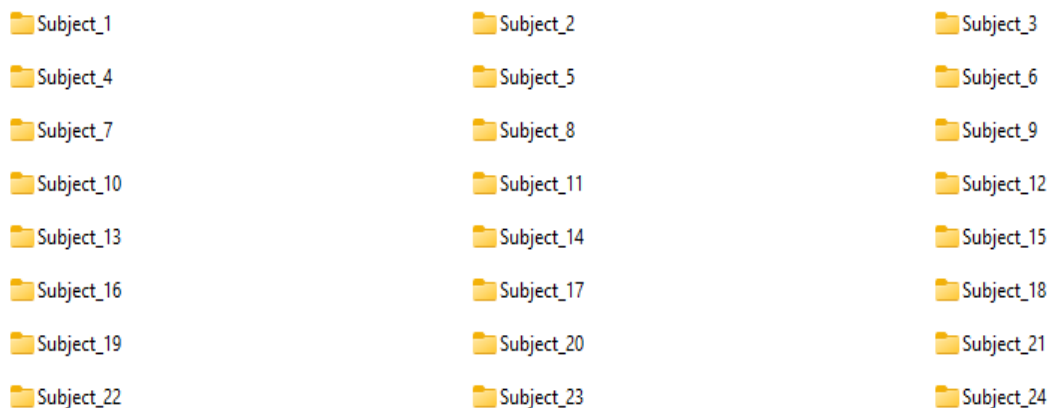 Subject_1 Subject_2 Subject_3
Subject_4 Subject_5 Subject_6
Subject_7 Subject_8 Subject_9
Subject_10 Subject_11 Subject_12
Subject_13 Subject_14 Subject_15
Subject_16 Subject_17 Subject_18
Subject_19 Subject_20 Subject_21
Subject_22 Subject_23 Subject_24